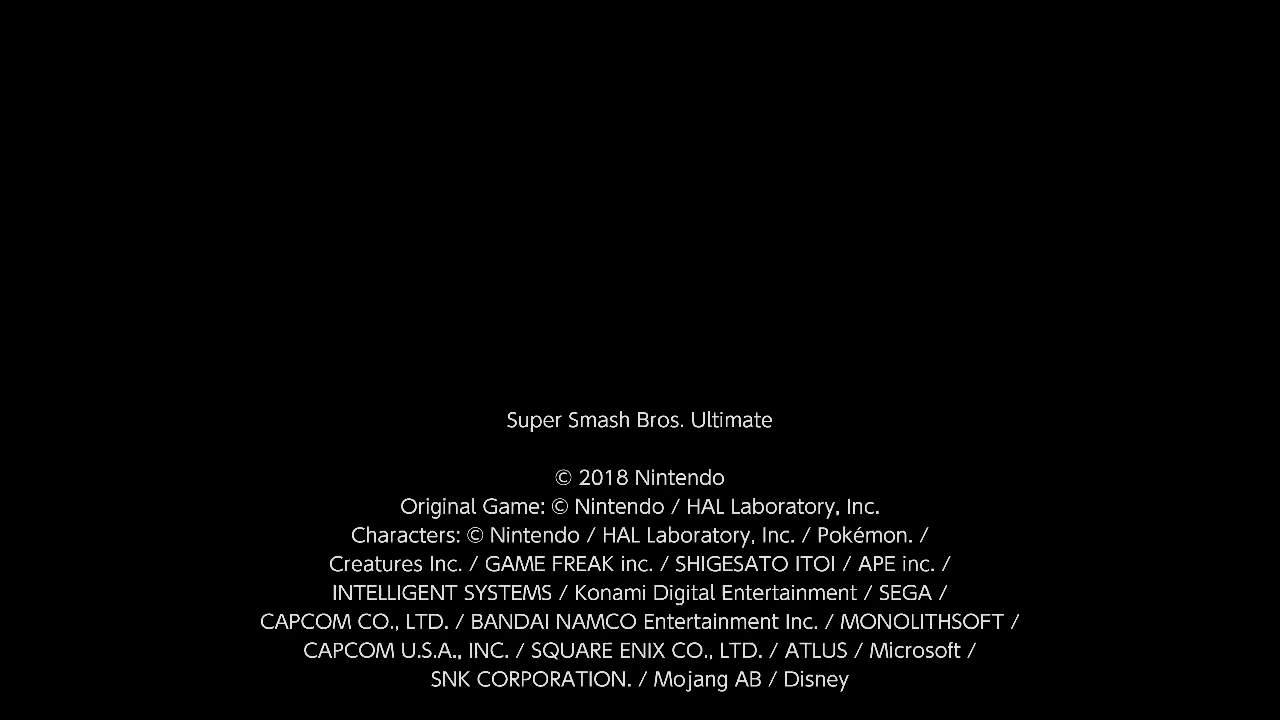 Super Smash Bros. Ultimate
© 2018 Nintendo
Original Game: © Nintendo / HAL Laboratory, Inc.
Characters: © Nintendo / HAL Laboratory, Inc. / Pokémon. /
Creatures Inc. / GAME FREAK inc. / SHIGESATO ITOI / APE inc. /
INTELLIGENT SYSTEMS / Konami Digital Entertainment / SEGA /
CAPCOM CO., LTD. / BANDAI NAMCO Entertainment Inc. / MONOLITHSOFT /
CAPCOM U.S.A., INC. / SQUARE ENIX CO., LTD. / ATLUS / Microsoft /
SNK CORPORATION. / Mojang AB / Disney